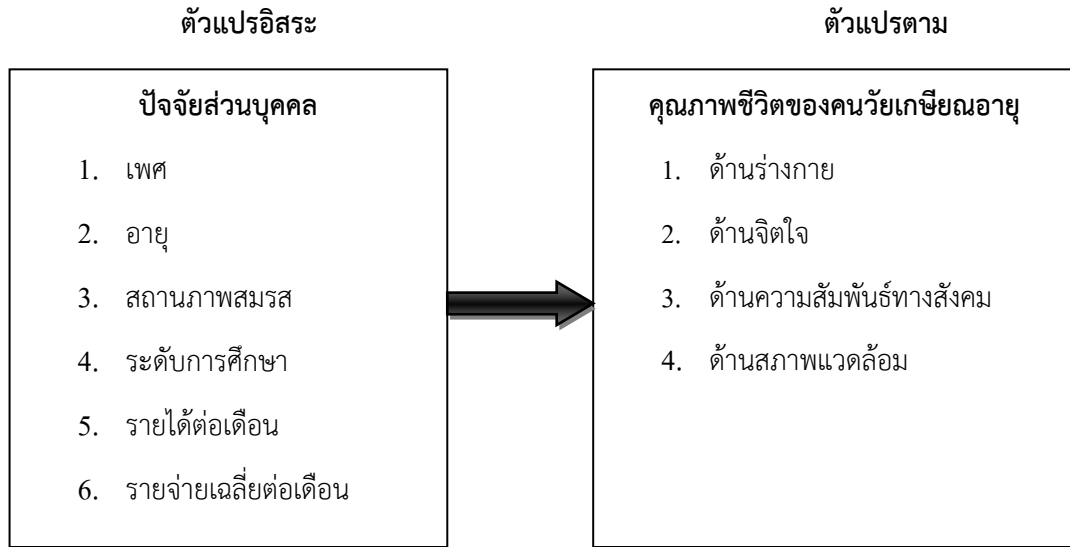 ตัวแปรอิสระ
ตัวแปรตาม
ปัจจัยส่วนบุคคล
1. เพศ
2. อายุ
3. สถานภาพสมรส
4. ระดับการศึกษา
5. รายได้ต่อเดือน
6. รายจ่ายเฉลี่ยต่อเดือน
คุณภาพชีวิตของคนวัยเกษียณอายุ
1. ด้านร่างกาย
2. ด้านจิตใจ
3. ด้านความสัมพันธ์ทางสังคม
4. ด้านสภาพแวดล้อม